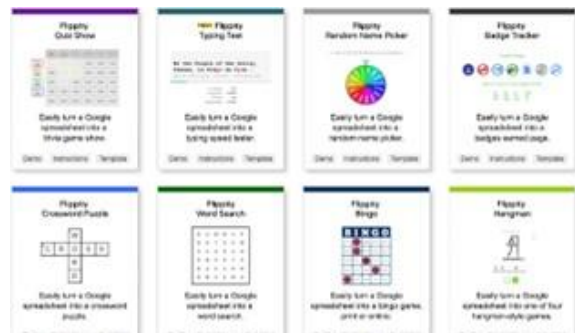 Flippity
Quiz Show
Easily turn a Google
spreadsheet into a
trivia game show.
Demo Instructions Template
Flippity
Typing Test
Easily turn a Google
spreadsheet into a
typing speed tester.
Demo Instructions Template
Flippity
Random Name Picker
Easily turn a Google
spreadsheet into a
random name picker.
Demo Instructions Template
Flippity
Badge Tracker
Easily turn a Google
spreadsheet into a
badges earned page.
Demo Instructions Template
Flippity
Crossword Puzzle
Easily turn a Google
spreadsheet into a crossword
puzzle.
Flippity
Word Search
Easily turn a Google
spreadsheet into a
word search.
Flippity
Bingo
BINGO
Easily turn a Google
spreadsheet into a bingo game,
print or online.
Flippity
Hangman
Easily turn a Google
spreadsheet into one of four
hangman-style games.